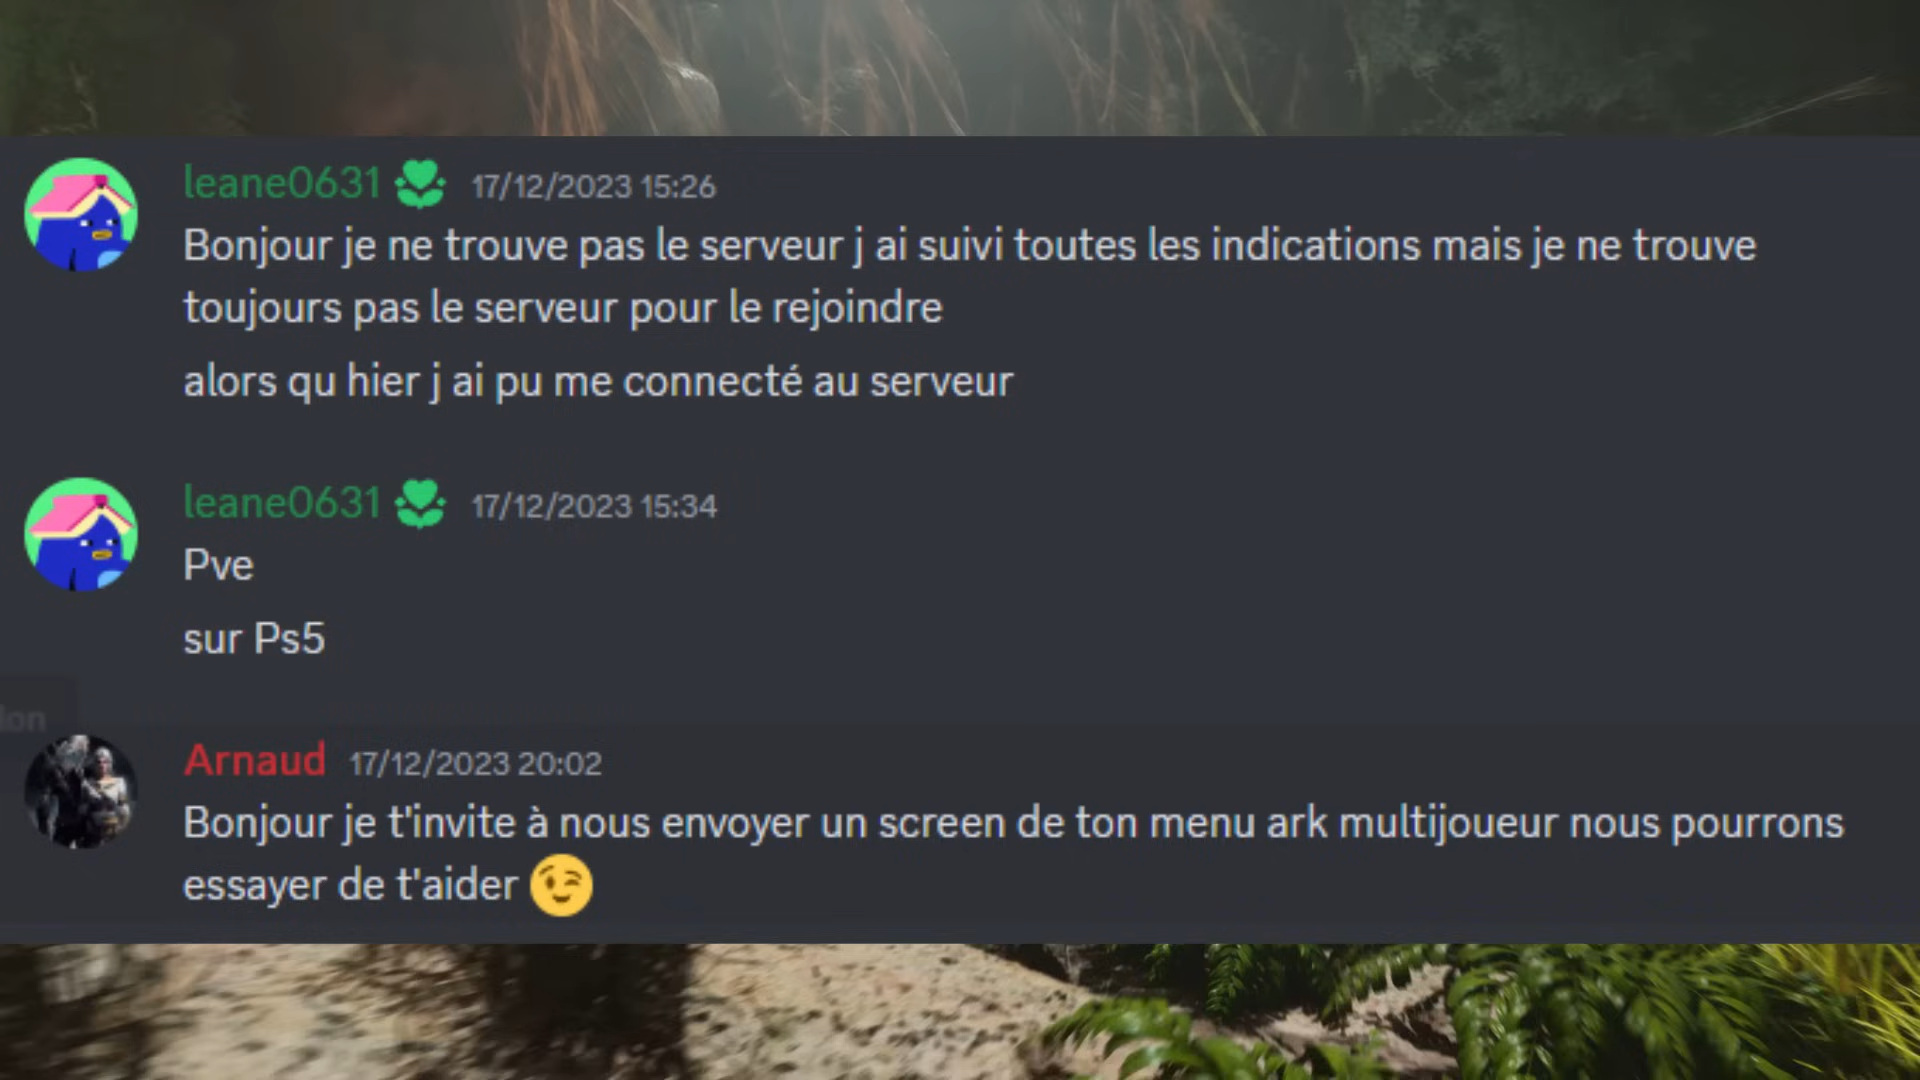 leane0631 17/12/2023 15:26
Bonjour je ne trouve pas le serveur j ai suivi toutes les indications mais je ne trouve
toujours pas le serveur pour le rejoindre
alors qu hier j ai pu me connecté au serveur
leane0631 17/12/2023 15:34
Pve
sur Ps5
Arnaud 17/12/2023 20:02
Bonjour je t'invite à nous envoyer un screen de ton menu ark multijoueur nous pourrons
essayer de t'aider 😉